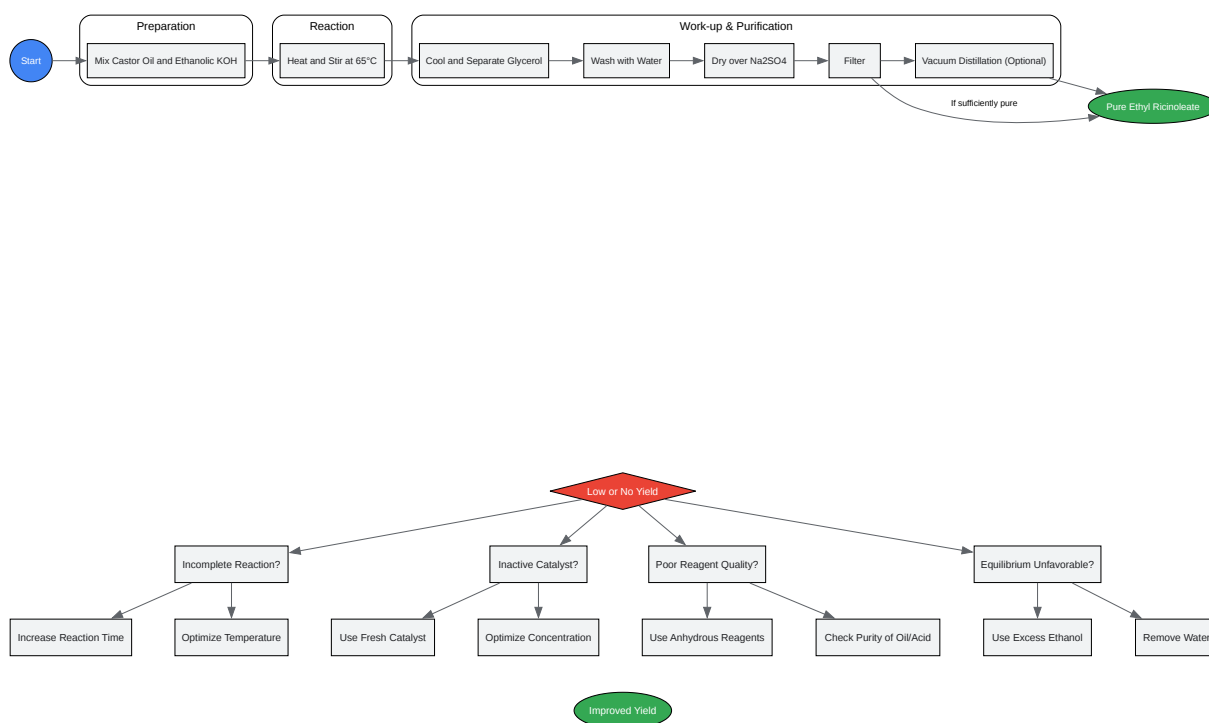 Preparation
Reaction
Work-up & Purification
Start
Mix Castor Oil and Ethanolic KOH
Heat and Stir at 65°C
Cool and Separate Glycerol
Wash with Water
Dry over Na2SO4
Filter
Vacuum Distillation (Optional)
If sufficiently pure
Pure Ethyl Ricinoleate
Low or No Yield
Incomplete Reaction?
Inactive Catalyst?
Poor Reagent Quality?
Equilibrium Unfavorable?
Increase Reaction Time
Optimize Temperature
Use Fresh Catalyst
Optimize Concentration
Use Anhydrous Reagents
Check Purity of Oil/Acid
Use Excess Ethanol
Remove Water
Improved Yield